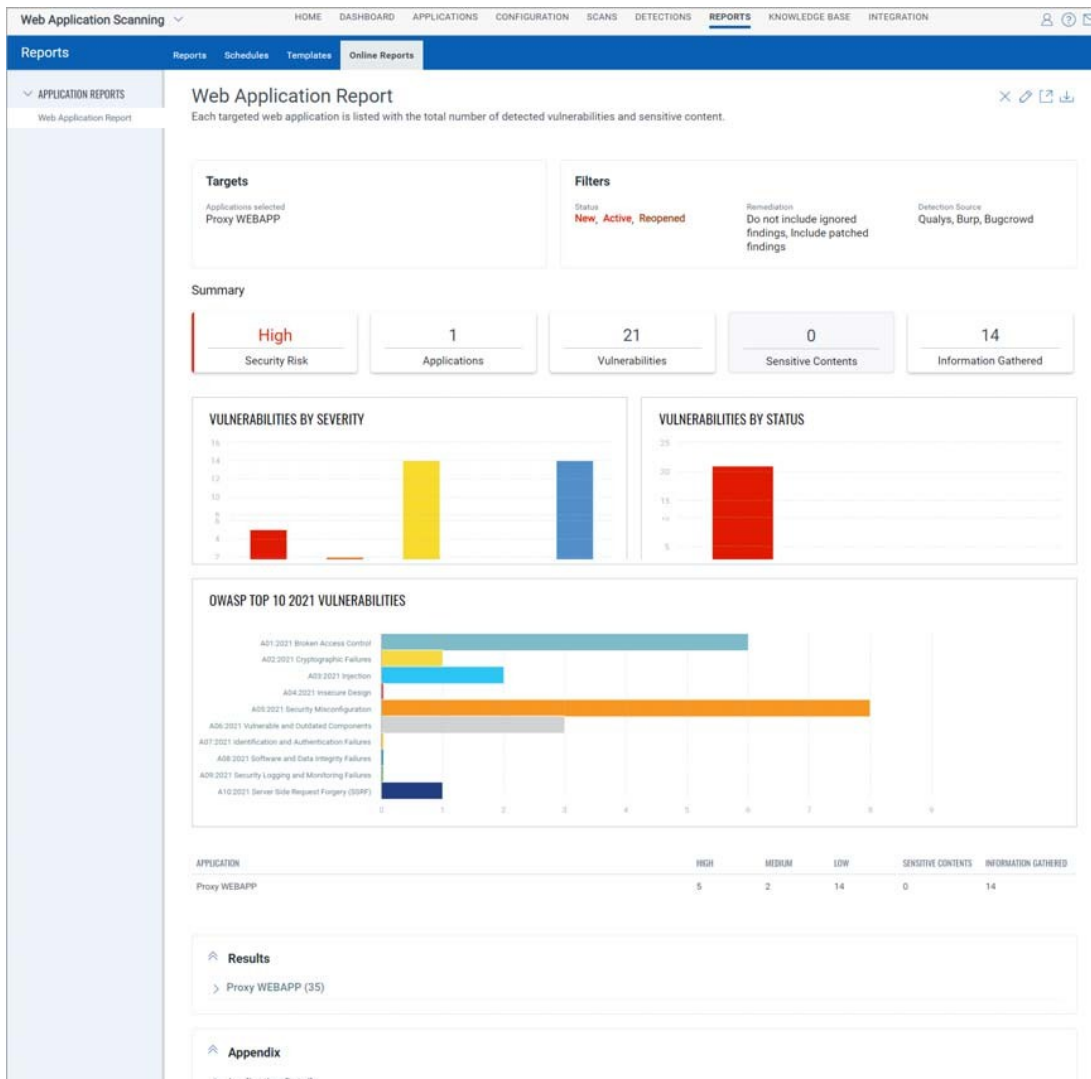 Web Application Scanning
HOME DASHBOARD APPLICATIONS CONFIGURATION SCANS DETECTIONS REPORTS KNOWLEDGE BASE INTEGRATION
Reports
Reports Schedules Templates Online Reports
APPLICATION REPORTS
Web Application Report
Web Application Report
Each targeted web application is listed with the total number of detected vulnerabilities and sensitive content.
Targets
Applications selected
Proxy WEBAPP
Filters
Status
New, Active, Reopened
Remediation
Do not include ignored
findings, Include patched
findings
Detection Source
Qualys, Burp, Bugcrowd
Summary
High
Security Risk
1
Applications
21
Vulnerabilities
0
Sensitive Contents
14
Information Gathered
VULNERABILITIES BY SEVERITY
16
14
4
2
VULNERABILITIES BY STATUS
25
20
15
5
OWASP TOP 10 2021 VULNERABILITIES
A01:2021 Broken Access Control
A02:2021 Cryptographic Failures
A03:2021 Injection
A04:2021 Insecure Design
A05:2021 Security Misconfiguration
A06:2021 Vulnerable and Outdated Components
A07:2021 Identification and Authentication Failures
A08:2021 Software and Data Integrity Failures
A09:2021 Security Logging and Monitoring Failures
A10:2021 Server Side Request Forgery (SSRF)
0 1 2 3 4 5 6 7 8 9
APPLICATION HIGH MEDIUM LOW SENSITIVE CONTENTS INFORMATION GATHERED
Proxy WEBAPP 5 2 14 0 14
Results
Proxy WEBAPP (35)
Appendix